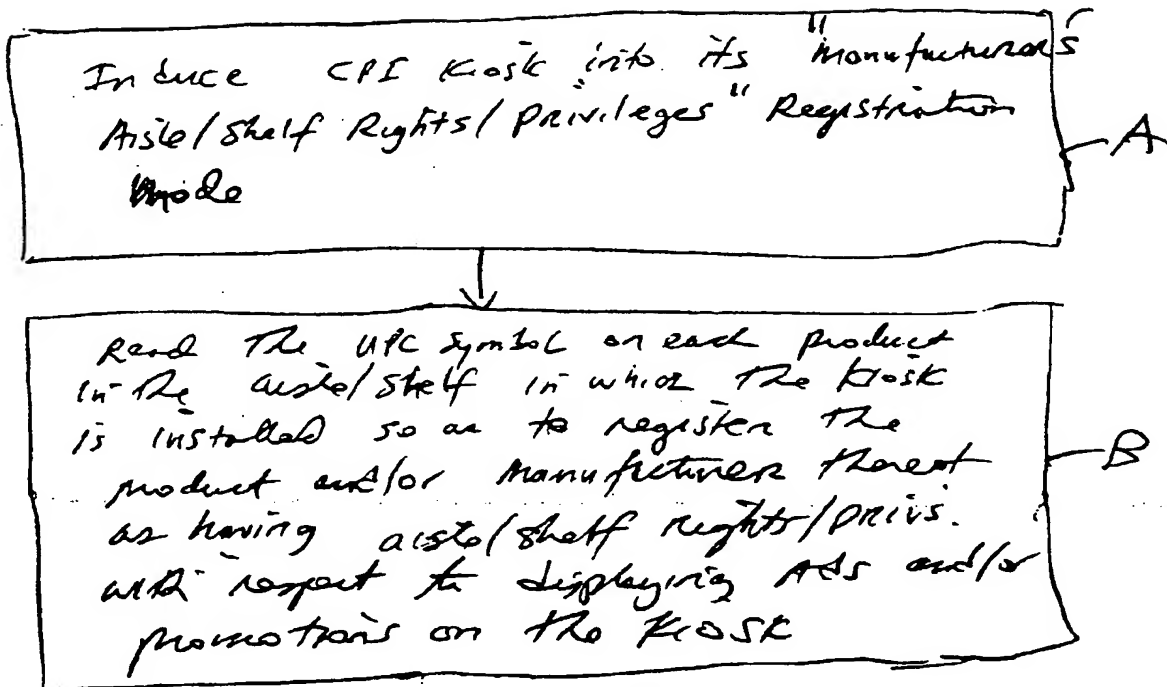 Induce CPI Kiosk into its "Manufacturer's
Aisle/Shelf Rights/Privileges" Registration
Mode
A
Read The UPC Symbol on each product
in the aisle/shelf in which the Kiosk
is installed so as to register the
product and/or manufacturer thereof
as having aisle/shelf rights/privs.
with respect to displaying Ads and/or
promotions on the Kiosk
B